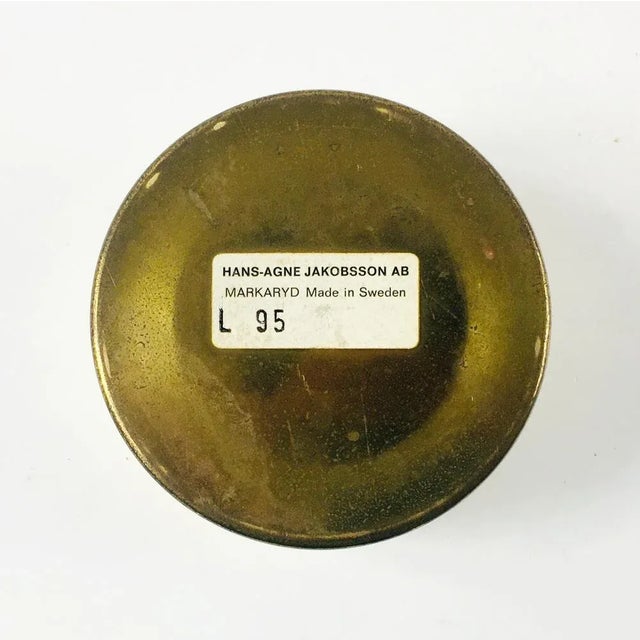 HANS-AGNE JAKOBSSON AB
MARKARYD Made in Sweden
L 95